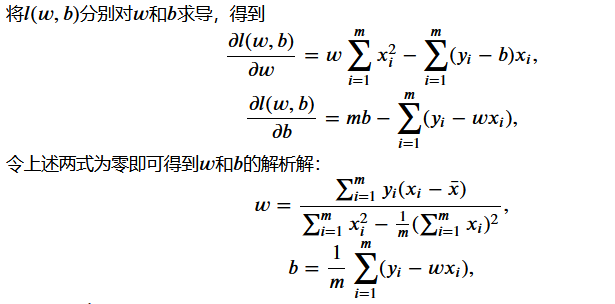 将l(w, b)分别对w和b求导，得到
∂l(w, b)/∂w = w ∑_{i=1}^{m} x_i^2 − ∑_{i=1}^{m} (y_i − b)x_i,
∂l(w, b)/∂b = mb − ∑_{i=1}^{m} (y_i − wx_i),
令上述两式为零即可得到w和b的解析解：
w = ∑_{i=1}^{m} y_i(x_i − x̄) / (∑_{i=1}^{m} x_i^2 − 1/m (∑_{i=1}^{m} x_i)^2),
b = 1/m ∑_{i=1}^{m} (y_i − wx_i),